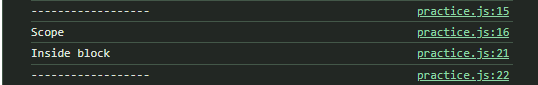 ------------------ practice.js:15
Scope practice.js:16
Inside block practice.js:21
------------------ practice.js:22